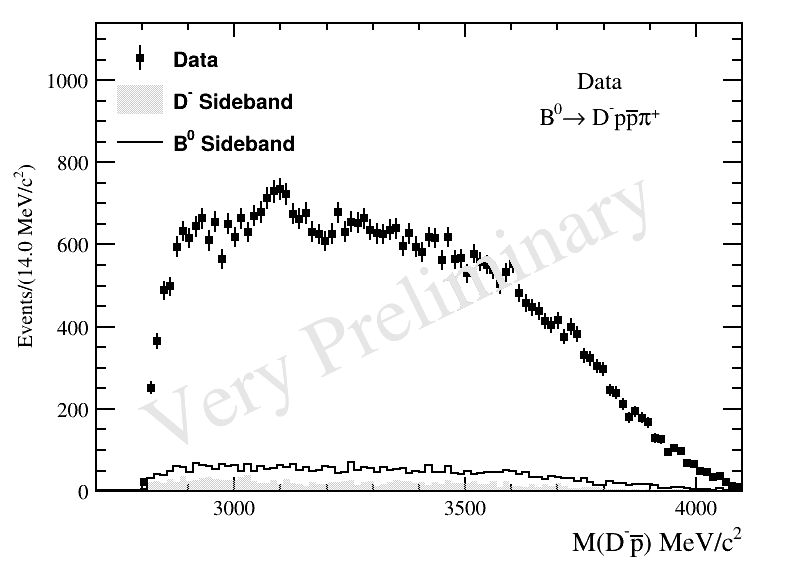 Data
D⁻ Sideband
B⁰ Sideband
Data
B⁰→ D⁻pp̅π⁺
Very Preliminary
Events/(14.0 MeV/c²)
1000
800
600
400
200
0
3000
3500
4000
M(D⁻p̅) MeV/c²